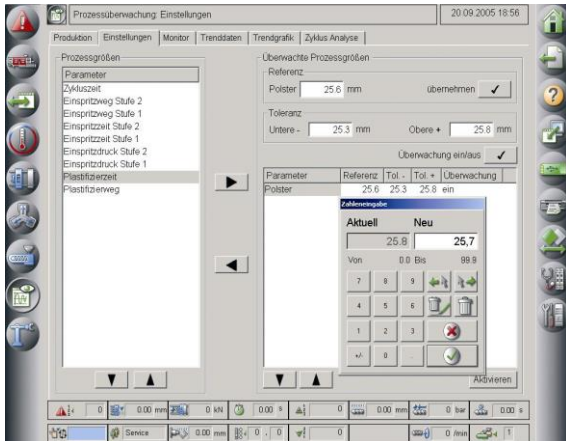 Prozessüberwachung: Einstellungen
20.09.2005 18:56
Produktion Einstellungen Monitor Trenddaten Trendgrafik Zyklus Analyse
Prozessgrößen
Parameter
Zykluszeit
Einspritzweg Stufe 2
Einspritzweg Stufe 1
Einspritzzeit Stufe 2
Einspritzzeit Stufe 1
Einspritzdruck Stufe 2
Einspritzdruck Stufe 1
Plastifizierzeit
Plastifizierweg
Überwachte Prozessgrößen
Referenz
Polster 25.6 mm übernehmen
Toleranz
Untere - 25.3 mm Obere + 25.8 mm
Überwachung ein/aus
Parameter Referenz Tol. - Tol. + Überwachung
Polster 25.6 25.3 25.8 ein
Zahleneingabe
Aktuell Neu
25.8 25,7
Von 0.0 Bis 99.9
7 8 9
4 5 6
1 2 3
+/- 0 .
Aktivieren
0 0.00 mm 0 kN 0.00 s 0 0.00 mm 0 bar 0.00 s
Service 0.00 mm 0 . 0 0 0 /min 1